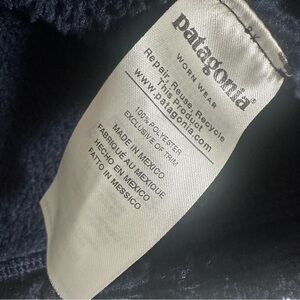 patagonia®
WORN WEAR
Repair, Reuse, Recycle
This Product
www.patagonia.com
100% POLYESTER
EXCLUSIVE OF TRIM
MADE IN MEXICO
FABRIQUÉ AU MEXIQUE
HECHO EN MEXICO
FATTO IN MESSICO